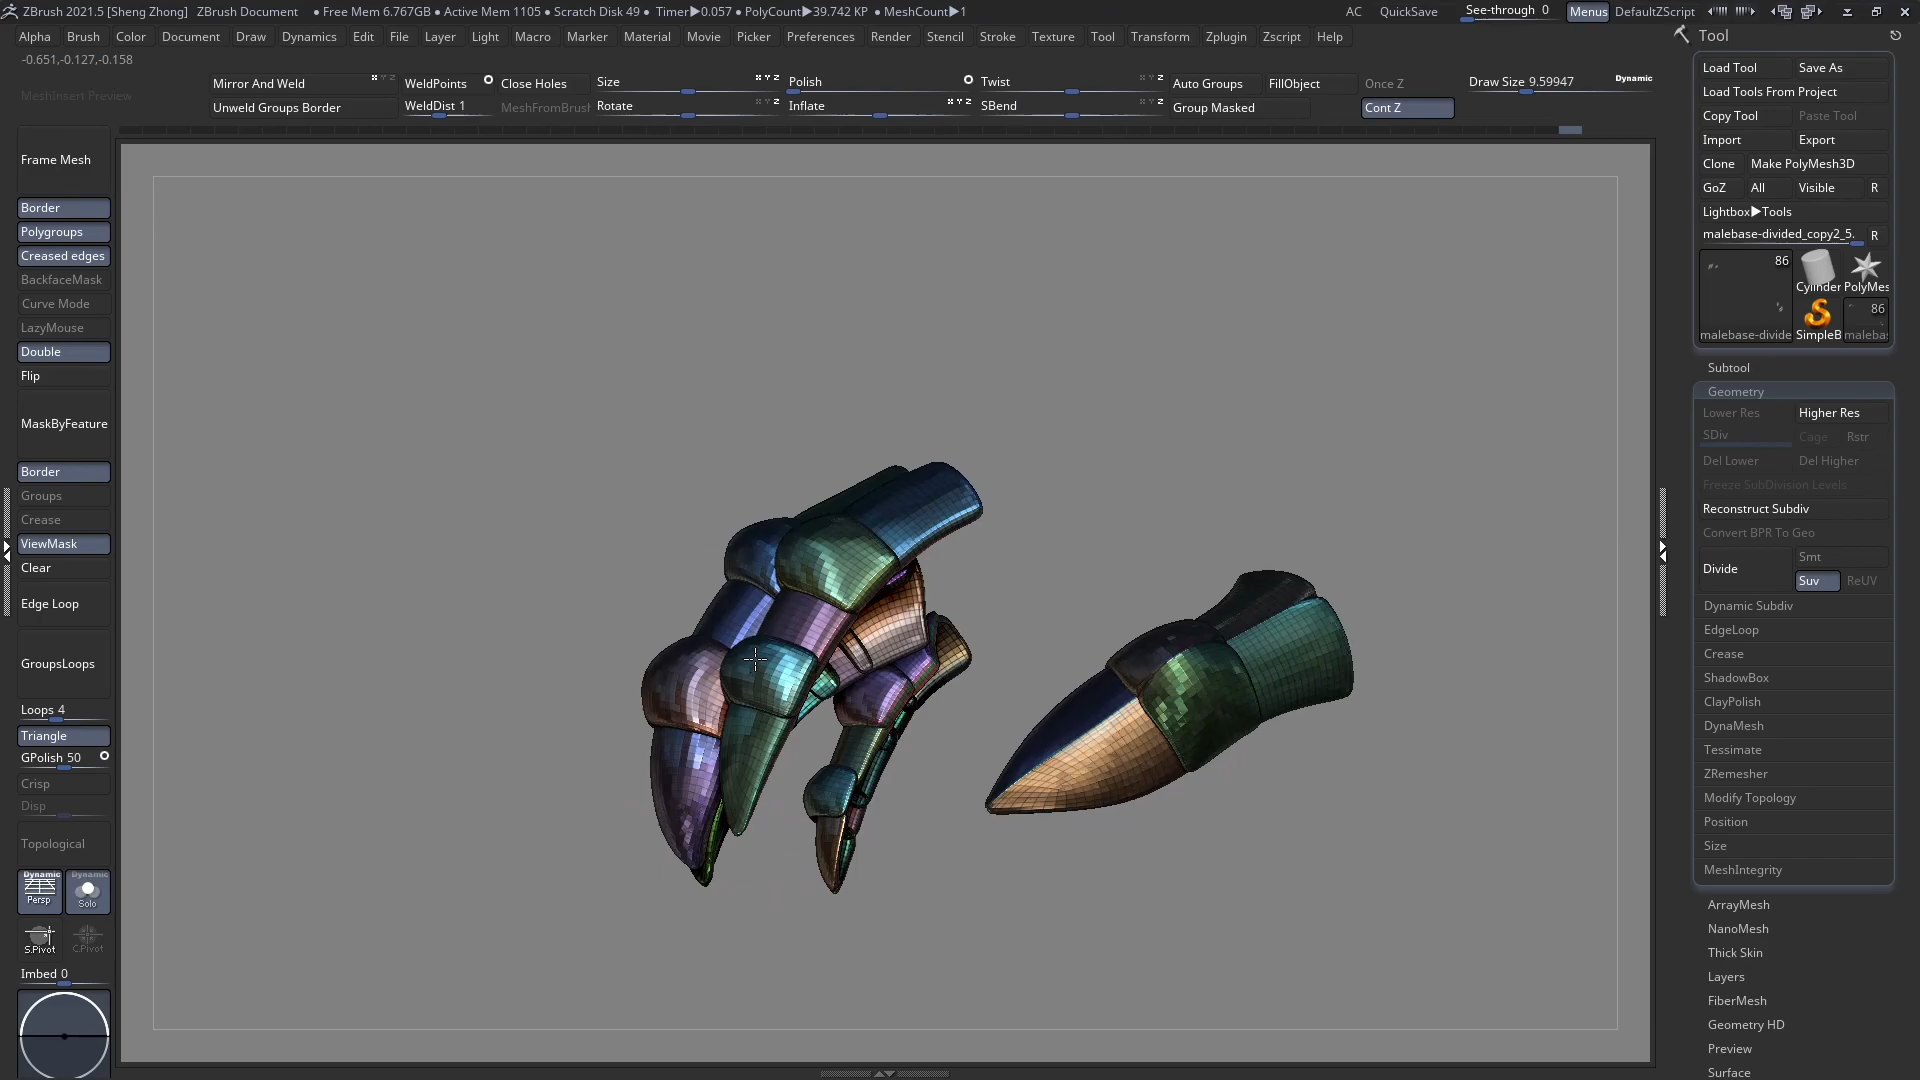 ZBrush 2021.5 [Sheng Zhong] ZBrush Document • Free Mem 6.767GB • Active Mem 1105 • Scratch Disk 49 • Timer▶0.057 • PolyCount▶39.742 KP • MeshCount▶1 AC QuickSave See-through 0 Menus DefaultZScript
Alpha Brush Color Document Draw Dynamics Edit File Layer Light Macro Marker Material Movie Picker Preferences Render Stencil Stroke Texture Tool Transform Zplugin Zscript Help
-0.651,-0.127,-0.158
MeshInsert Preview
Mirror And Weld WeldPoints Close Holes Size Polish Twist Auto Groups FillObject Once Z Draw Size 9.59947 Dynamic
Unweld Groups Border WeldDist 1 MeshFromBrush Rotate Inflate SBend Group Masked Cont Z
Frame Mesh
Border
Polygroups
Creased edges
BackfaceMask
Curve Mode
LazyMouse
Double
Flip
MaskByFeature
Border
Groups
Crease
ViewMask
Clear
Edge Loop
GroupsLoops
Loops 4
Triangle
GPolish 50
Crisp
Disp
Topological
Dynamic Dynamic
Persp Solo
S.Pivot C.Pivot
Imbed 0
Tool
Load Tool Save As
Load Tools From Project
Copy Tool Paste Tool
Import Export
Clone Make PolyMesh3D
GoZ All Visible R
Lightbox▶Tools
malebase-divided_copy2_5. R
86
Cylinder PolyMes
86
malebase-divide SimpleB maleba
Subtool
Geometry
Lower Res Higher Res
SDiv Cage Rstr
Del Lower Del Higher
Freeze SubDivision Levels
Reconstruct Subdiv
Convert BPR To Geo
Divide Smt
Suv ReUV
Dynamic Subdiv
EdgeLoop
Crease
ShadowBox
ClayPolish
DynaMesh
Tessimate
ZRemesher
Modify Topology
Position
Size
MeshIntegrity
ArrayMesh
NanoMesh
Thick Skin
Layers
FiberMesh
Geometry HD
Preview
Surface